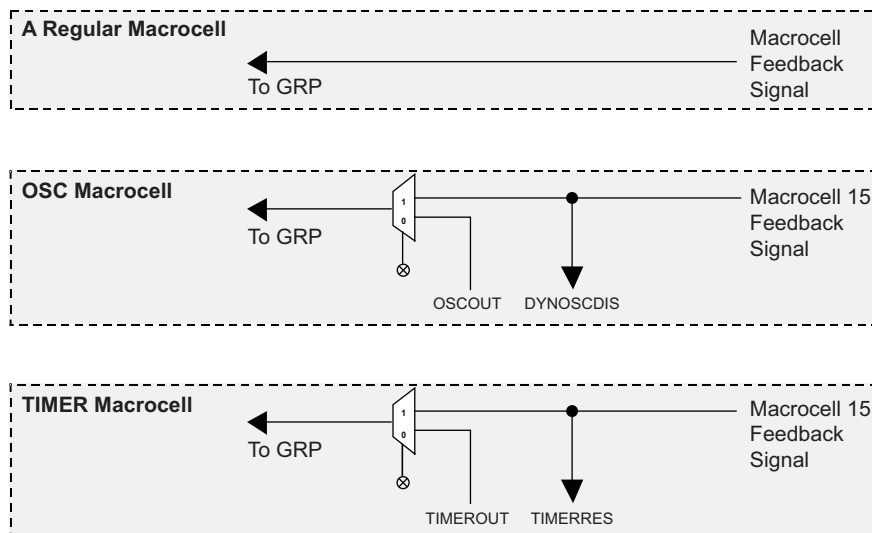 A Regular Macrocell
Macrocell
Feedback
Signal
To GRP
OSC Macrocell
Macrocell 15
Feedback
Signal
To GRP
1
0
OSCOUT
DYNOSCDIS
TIMER Macrocell
Macrocell 15
Feedback
Signal
To GRP
1
0
TIMEROUT
TIMERRES